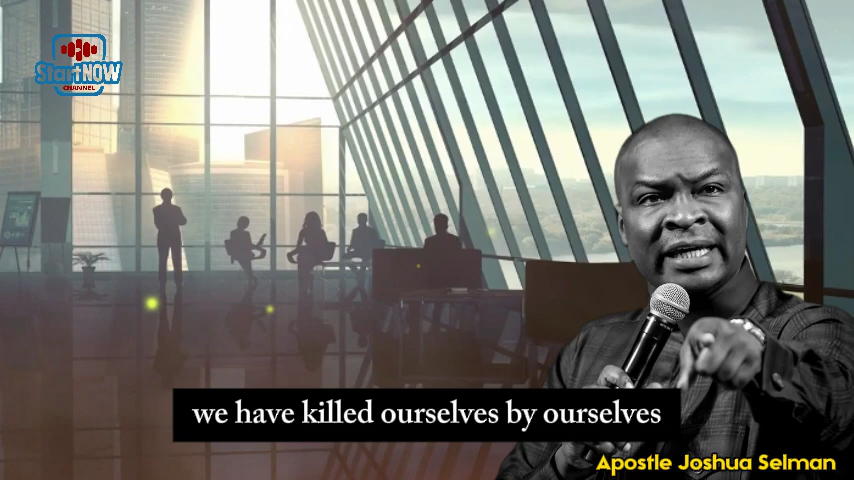 StartNOW
CHANNEL
we have killed ourselves by ourselves
Apostle Joshua Selman